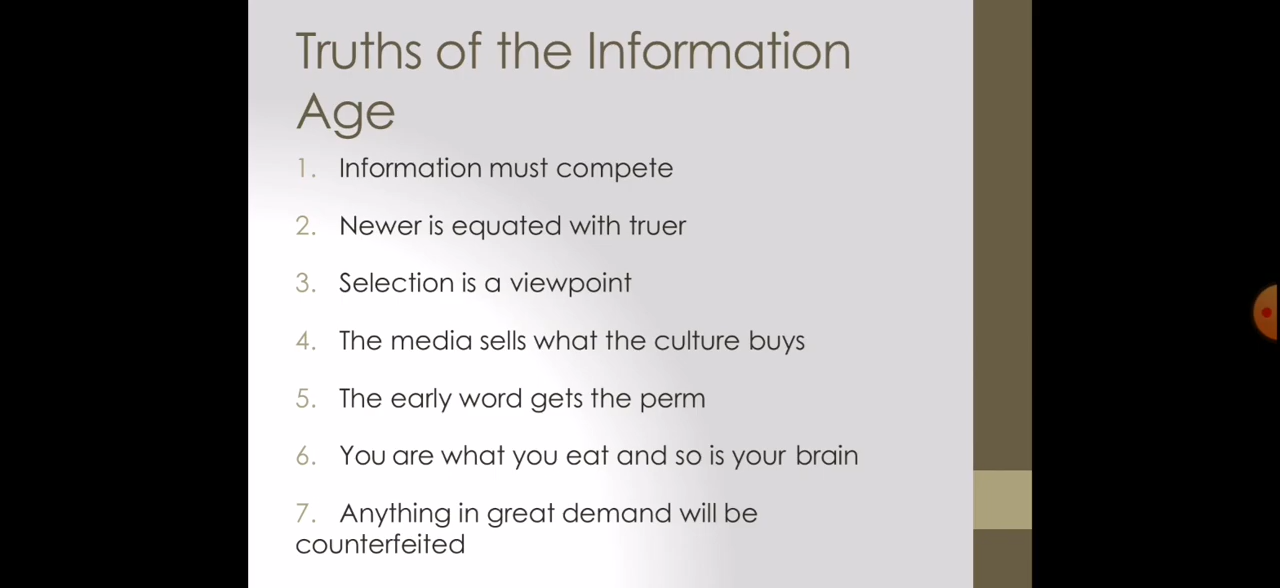 Truths of the Information
Age
1. Information must compete
2. Newer is equated with truer
3. Selection is a viewpoint
4. The media sells what the culture buys
5. The early word gets the perm
6. You are what you eat and so is your brain
7. Anything in great demand will be
counterfeited